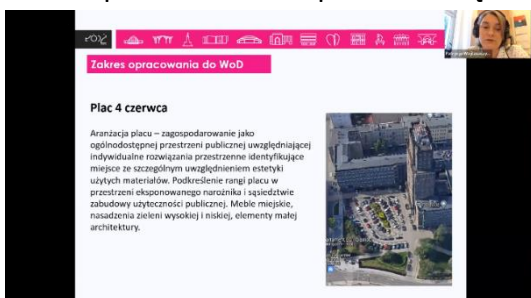 Zakres opracowania do WoD
Plac 4 czerwca
Aranżacja placu – zagospodarowanie jako
ogólnodostępnej przestrzeni publicznej uwzględniającej
indywidualne rozwiązania przestrzenne identyfikujące
miejsce ze szczególnym uwzględnieniem estetyki
użytych materiałów. Podkreślenie rangi placu w
przestrzeni eksponowanego narożnika i sąsiedztwie
zabudowy użyteczności publicznej. Meble miejskie,
nasadzenia zieleni wysokiej i niskiej, elementy małej
architektury.